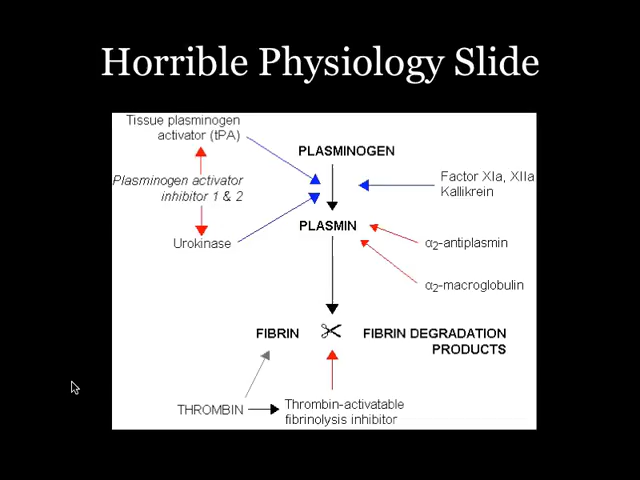 Horrible Physiology Slide
Tissue plasminogen
activator (tPA)
PLASMINOGEN
Plasminogen activator
inhibitor 1 & 2
Factor XIa, XIIa
Kallikrein
Urokinase
PLASMIN
α2-antiplasmin
α2-macroglobulin
FIBRIN
FIBRIN DEGRADATION
PRODUCTS
THROMBIN
Thrombin-activatable
fibrinolysis inhibitor